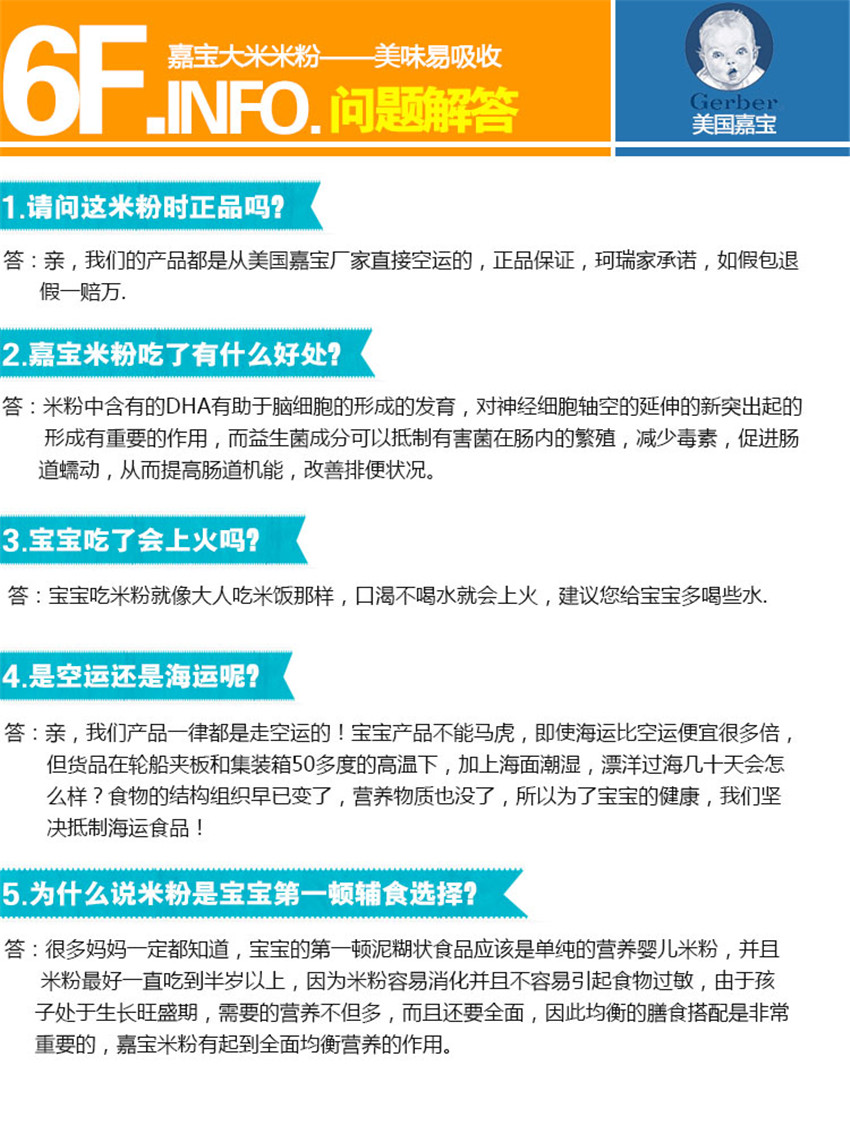 6F.INFO.
嘉宝大米米粉——美味易吸收
问题解答
Gerber
美国嘉宝
1.请问这米粉时正品吗?
答：亲，我们的产品都是从美国嘉宝厂家直接空运的，正品保证，珂瑞家承诺，如假包退
假一赔万.
2.嘉宝米粉吃了有什么好处?
答：米粉中含有的DHA有助于脑细胞的形成的发育，对神经细胞轴空的延伸的新突出起的
形成有重要的作用，而益生菌成分可以抵制有害菌在肠内的繁殖，减少毒素，促进肠
道蠕动，从而提高肠道机能，改善排便状况。
3.宝宝吃了会上火吗?
答：宝宝吃米粉就像大人吃米饭那样，口渴不喝水就会上火，建议您给宝宝多喝些水.
4.是空运还是海运呢?
答：亲，我们产品一律都是走空运的！宝宝产品不能马虎，即使海运比空运便宜很多倍，
但货品在轮船夹板和集装箱50多度的高温下，加上海面潮湿，漂洋过海几十天会怎
么样？食物的结构组织早已变了，营养物质也没了，所以为了宝宝的健康，我们坚
决抵制海运食品！
5.为什么说米粉是宝宝第一顿辅食选择?
答：很多妈妈一定都知道，宝宝的第一顿泥糊状食品应该是单纯的营养婴儿米粉，并且
米粉最好一直吃到半岁以上，因为米粉容易消化并且不容易引起食物过敏，由于孩
子处于生长旺盛期，需要的营养不但多，而且还要全面，因此均衡的膳食搭配是非常
重要的，嘉宝米粉有起到全面均衡营养的作用。